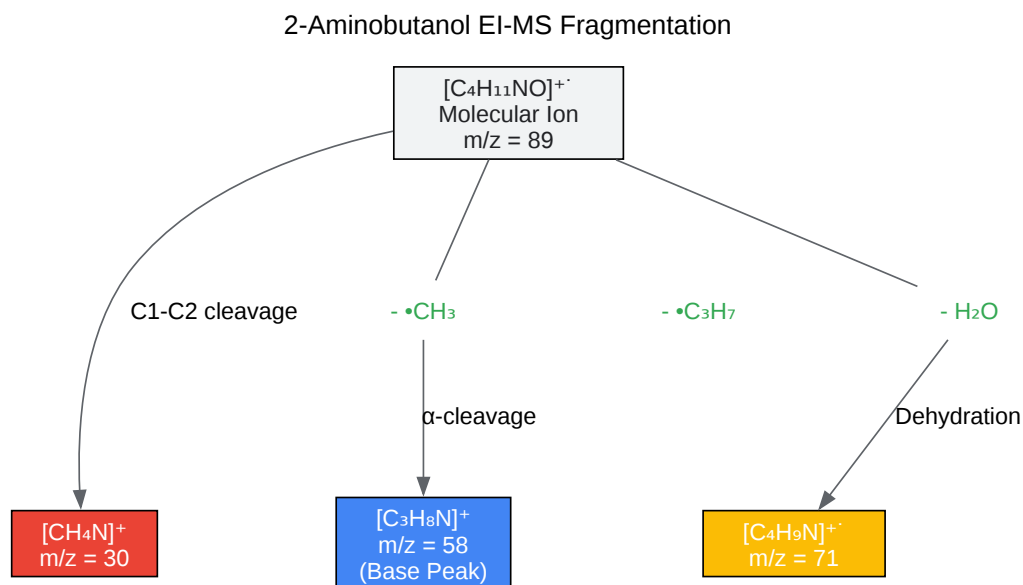 2-Aminobutanol EI-MS Fragmentation
[C₄H₁₁NO]⁺˙
Molecular Ion
m/z = 89
C1-C2 cleavage
- •CH₃
- •C₃H₇
- H₂O
α-cleavage
Dehydration
[CH₄N]⁺
m/z = 30
[C₃H₈N]⁺
m/z = 58
(Base Peak)
[C₄H₉N]⁺˙
m/z = 71